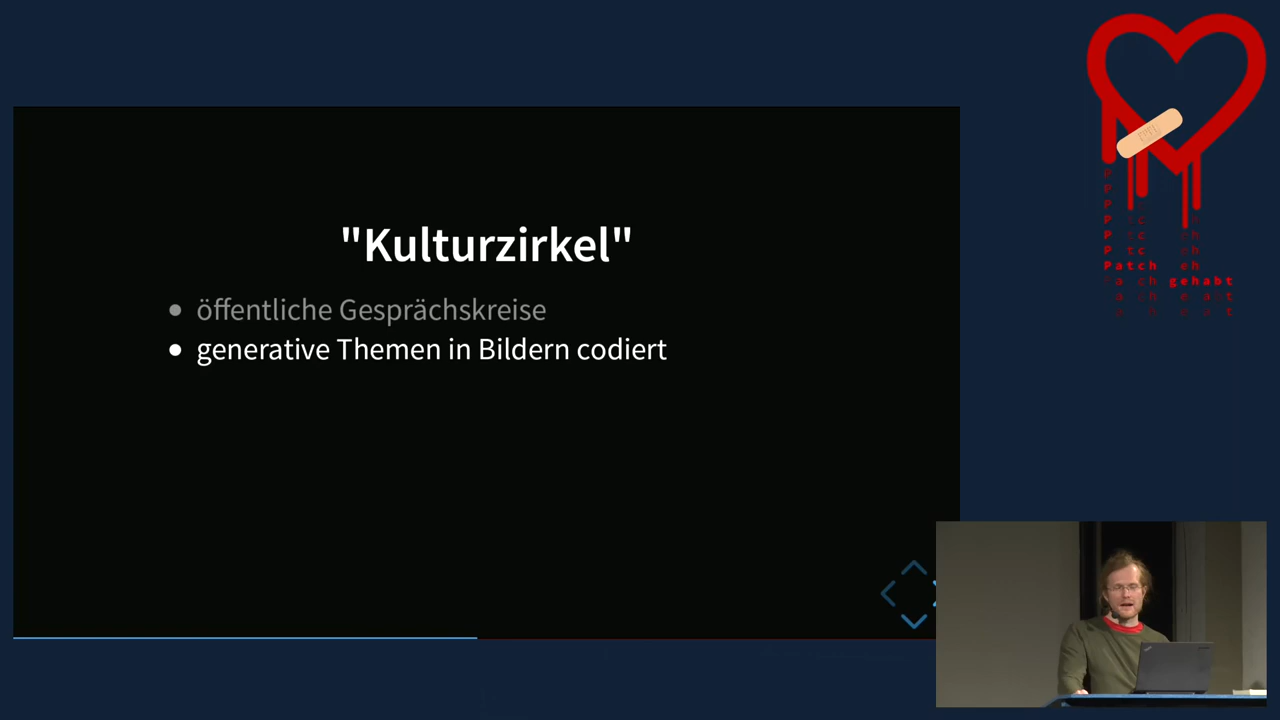 "Kulturzirkel"
öffentliche Gesprächskreise
generative Themen in Bildern codiert
Patch
gehabt